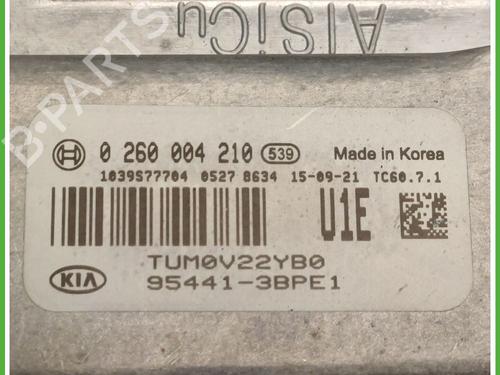 AlSiCu
B-PARTS
0 260 004 210 539 Made in Korea
1039S77704 0527 8634 15-09-21 TC60.7.1
U1E
TUM0V22YB0
KIA 95441-3BPE1